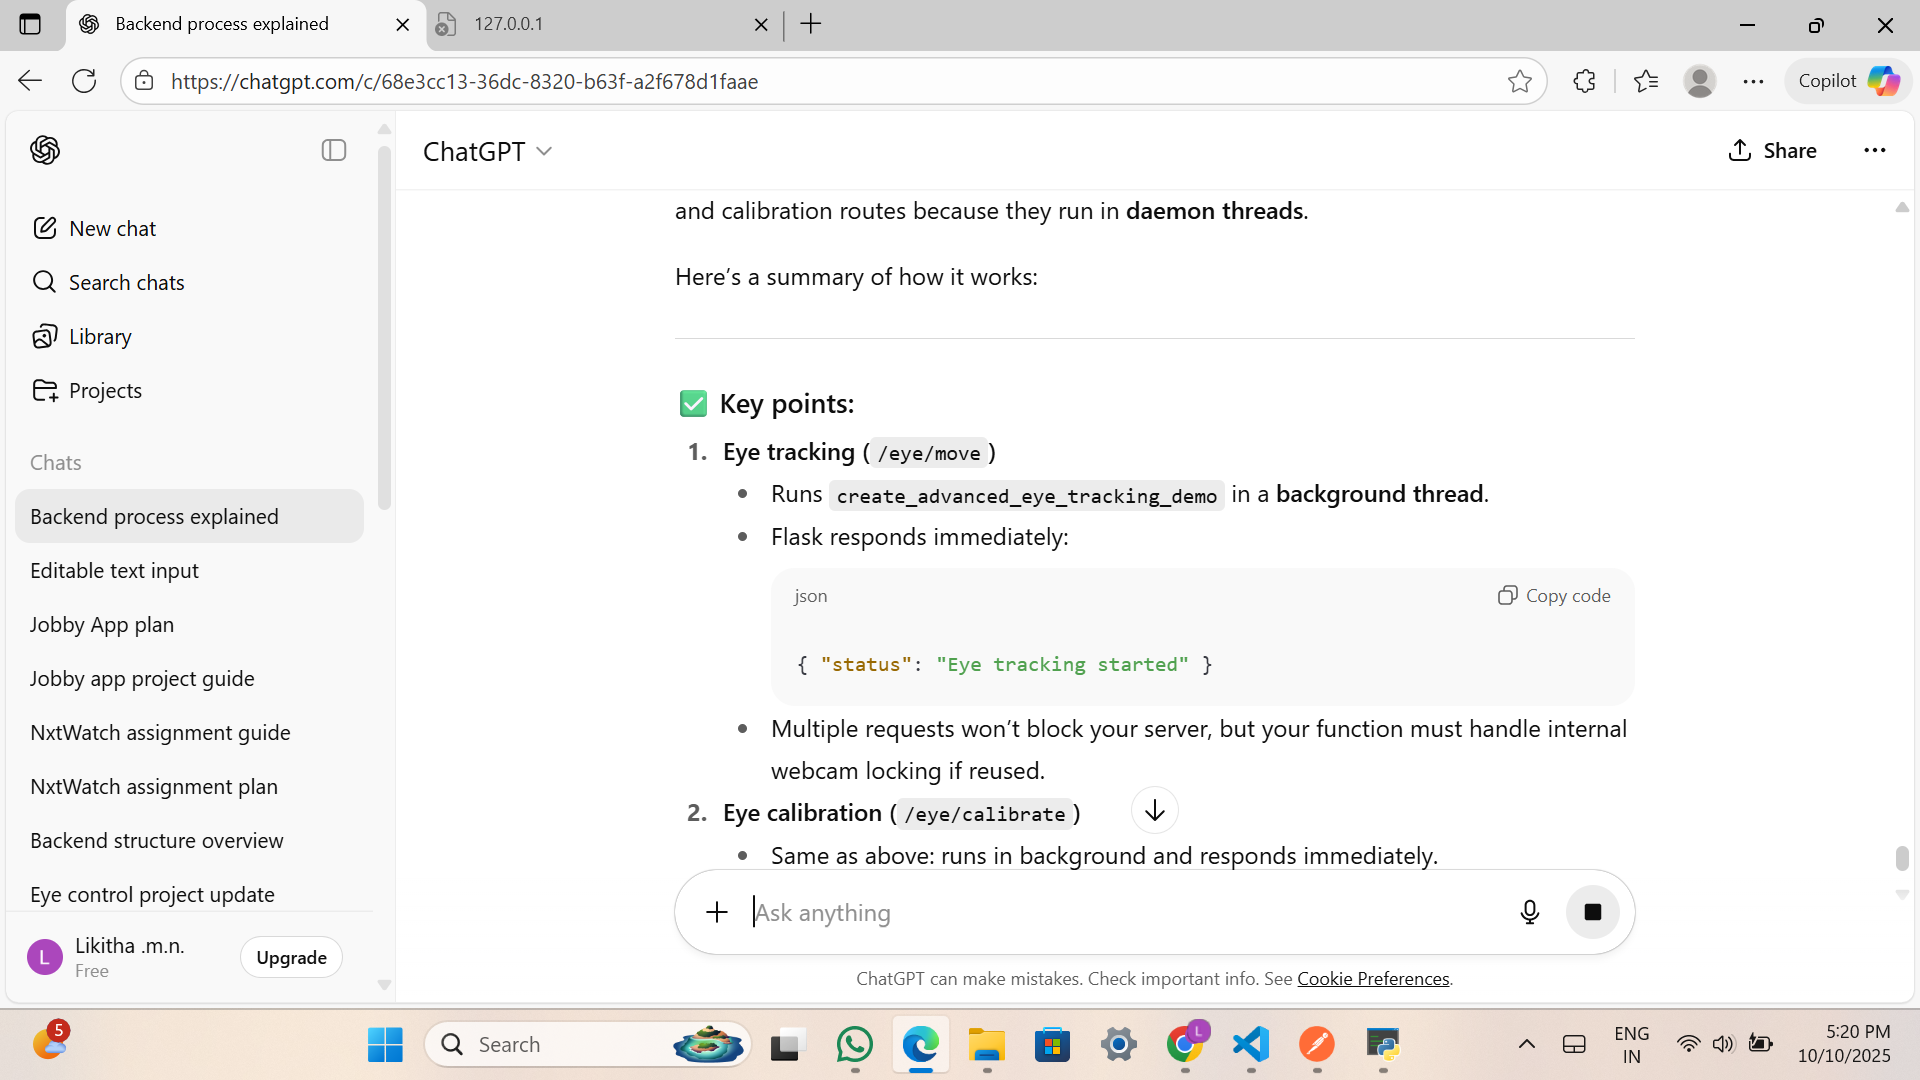 Backend process explained
127.0.0.1
https://chatgpt.com/c/68e3cc13-36dc-8320-b63f-a2f678d1faae
Copilot
ChatGPT
Share
New chat
Search chats
Library
Projects
Chats
Backend process explained
Editable text input
Jobby App plan
Jobby app project guide
NxtWatch assignment guide
NxtWatch assignment plan
Backend structure overview
Eye control project update
L
Likitha .m.n.
Free
Upgrade
and calibration routes because they run in daemon threads.
Here’s a summary of how it works:
✅ Key points:
1. Eye tracking (/eye/move)
• Runs create_advanced_eye_tracking_demo in a background thread.
• Flask responds immediately:
json
Copy code
{ "status": "Eye tracking started" }
• Multiple requests won’t block your server, but your function must handle internal
webcam locking if reused.
2. Eye calibration (/eye/calibrate)
• Same as above: runs in background and responds immediately.
Ask anything
ChatGPT can make mistakes. Check important info. See Cookie Preferences.
5
Search
L
ENG
IN
5:20 PM
10/10/2025